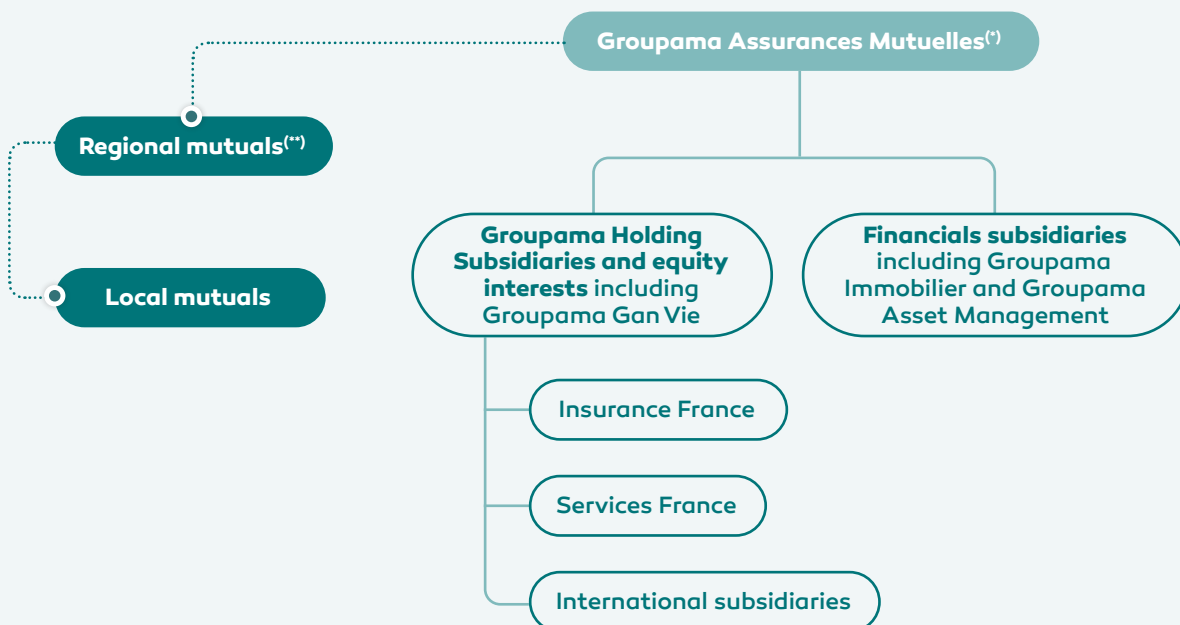 Groupama Assurances Mutuelles(*)
Regional mutuals(**)
Local mutuals
Groupama Holding
Subsidiaries and equity
interests including
Groupama Gan Vie
Financials subsidiaries
including Groupama
Immobilier and Groupama
Asset Management
Insurance France
Services France
International subsidiaries